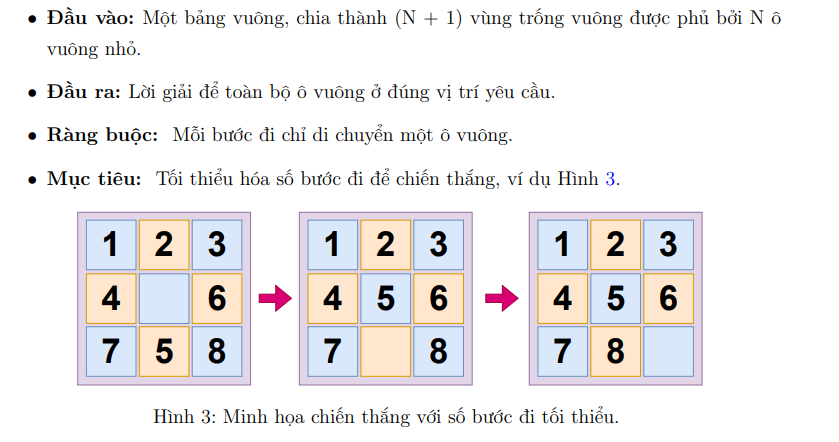 • Đầu vào: Một bảng vuông, chia thành (N + 1) vùng trống vuông được phủ bởi N ô
vuông nhỏ.
• Đầu ra: Lời giải để toàn bộ ô vuông ở đúng vị trí yêu cầu.
• Ràng buộc: Mỗi bước đi chỉ di chuyển một ô vuông.
• Mục tiêu: Tối thiểu hóa số bước đi để chiến thắng, ví dụ Hình 3.
1 2 3
4 6
7 5 8
1 2 3
4 5 6
7 8
1 2 3
4 5 6
7 8
Hình 3: Minh họa chiến thắng với số bước đi tối thiểu.